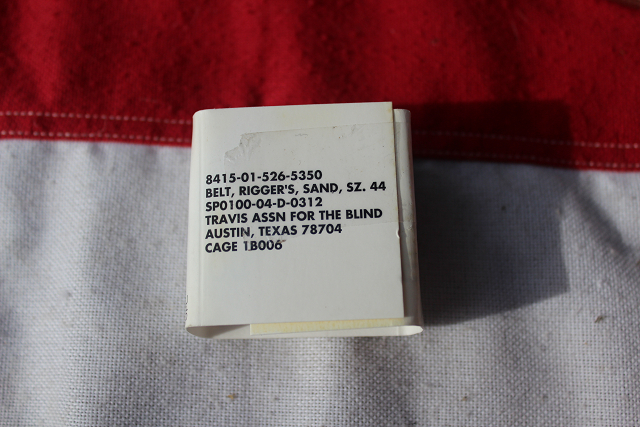 8415-01-526-5350
BELT, RIGGER'S, SAND, SZ. 44
SP0100-04-D-0312
TRAVIS ASSN FOR THE BLIND
AUSTIN, TEXAS 78704
CAGE 1B006